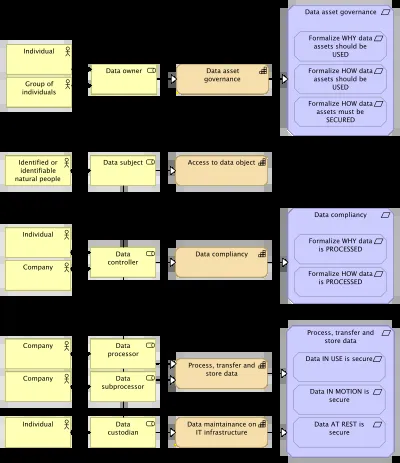 Data asset governance
Individual
Formalize WHY data
assets should be
USED
Data owner
Data asset
governance
Formalize HOW data
assets should be
USED
Group of
individuals
Formalize HOW data
assets must be
SECURED
Identified or
identifiable
natural people
Data subject
Access to data object
Data compliancy
Individual
Formalize WHY data
is PROCESSED
Data
controller
Data compliancy
Company
Formalize HOW data
is PROCESSED
Process, transfer and
store data
Company
Data
processor
Data IN USE is secure
Process, transfer and
store data
Company
Data
subprocessor
Data IN MOTION is
secure
Individual
Data
custodian
Data maintainance on
IT infrastructure
Data AT REST is
secure